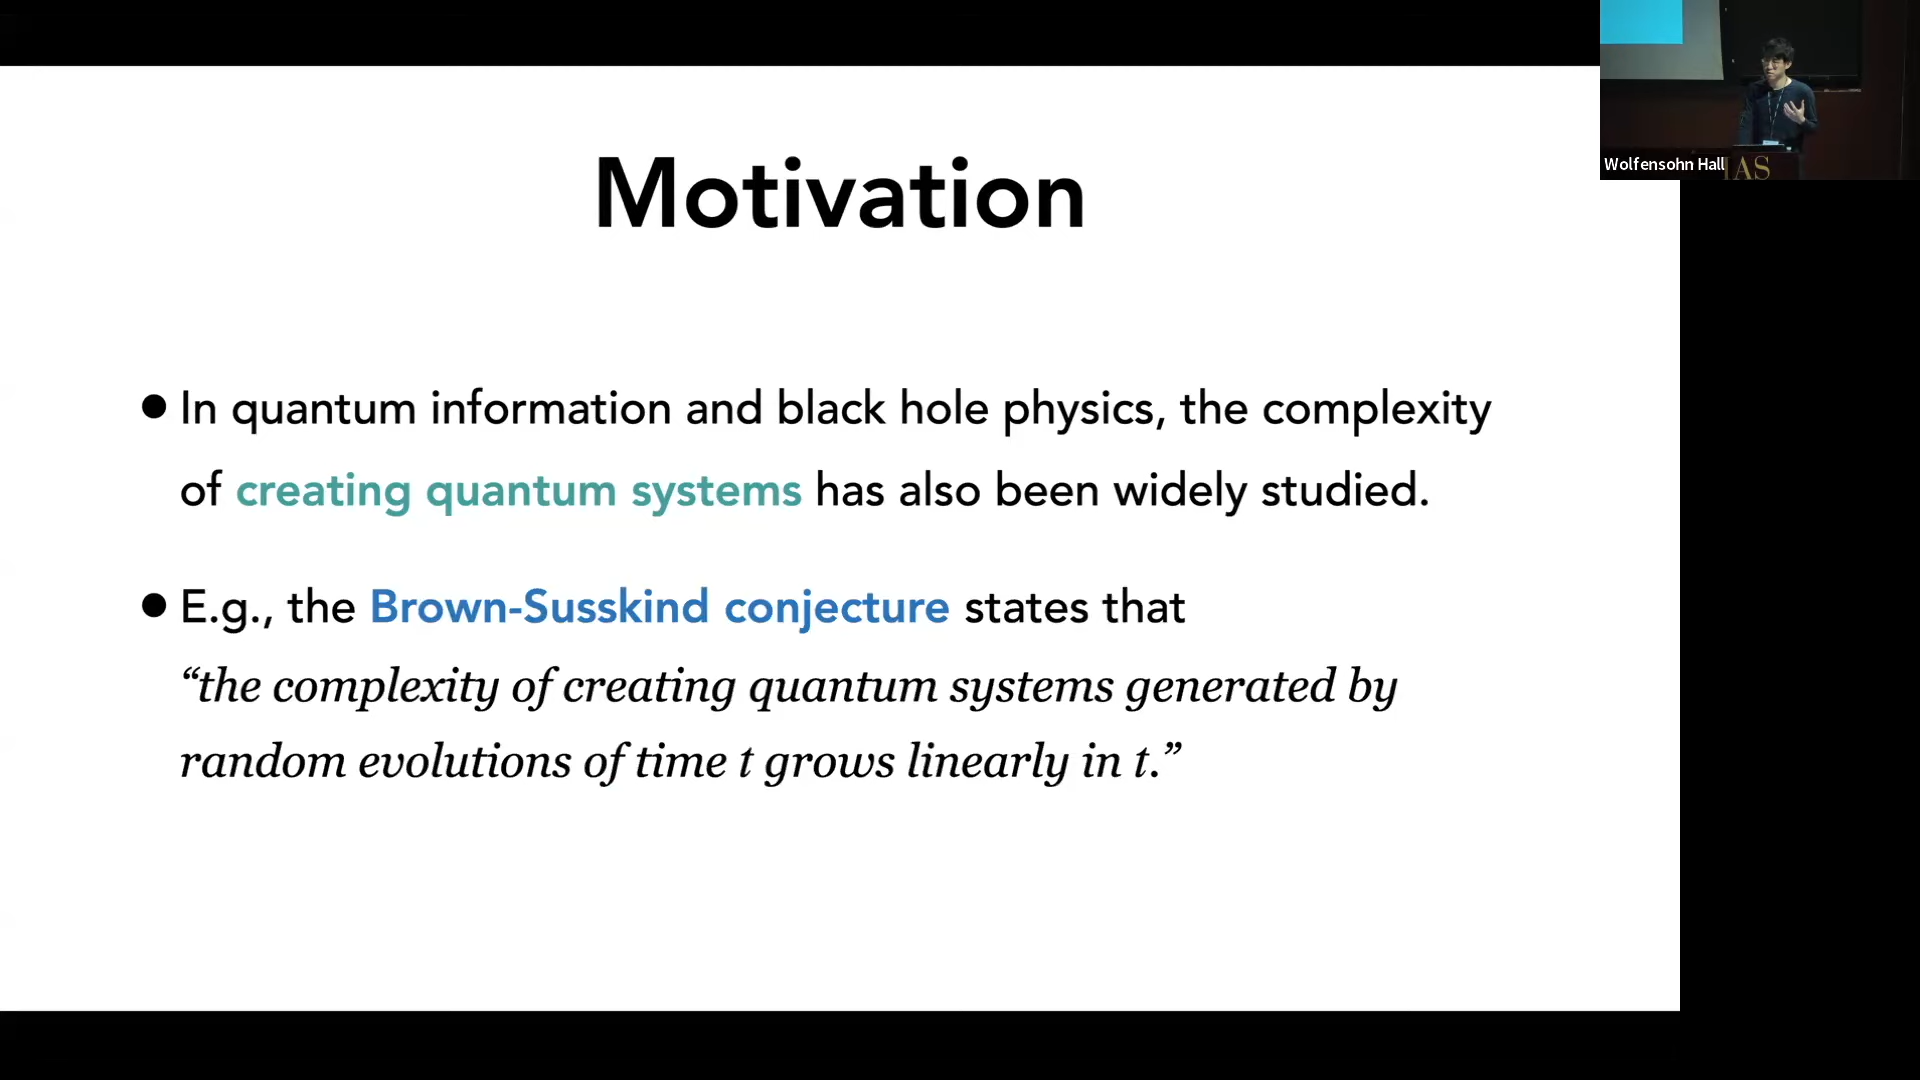 Motivation
● In quantum information and black hole physics, the complexity
of creating quantum systems has also been widely studied.
● E.g., the Brown-Susskind conjecture states that
“the complexity of creating quantum systems generated by
random evolutions of time t grows linearly in t.”
Wolfensohn Hall
IAS